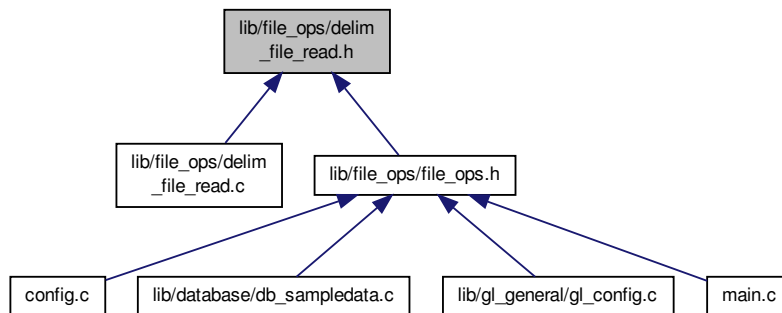 lib/file_ops/delim
_file_read.h
lib/file_ops/delim
_file_read.c
lib/file_ops/file_ops.h
config.c
lib/database/db_sampledata.c
lib/gl_general/gl_config.c
main.c